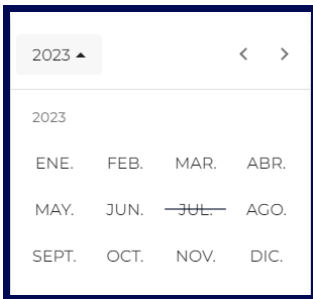 2023
2023
ENE. FEB. MAR. ABR.
MAY. JUN. JUL. AGO.
SEPT. OCT. NOV. DIC.